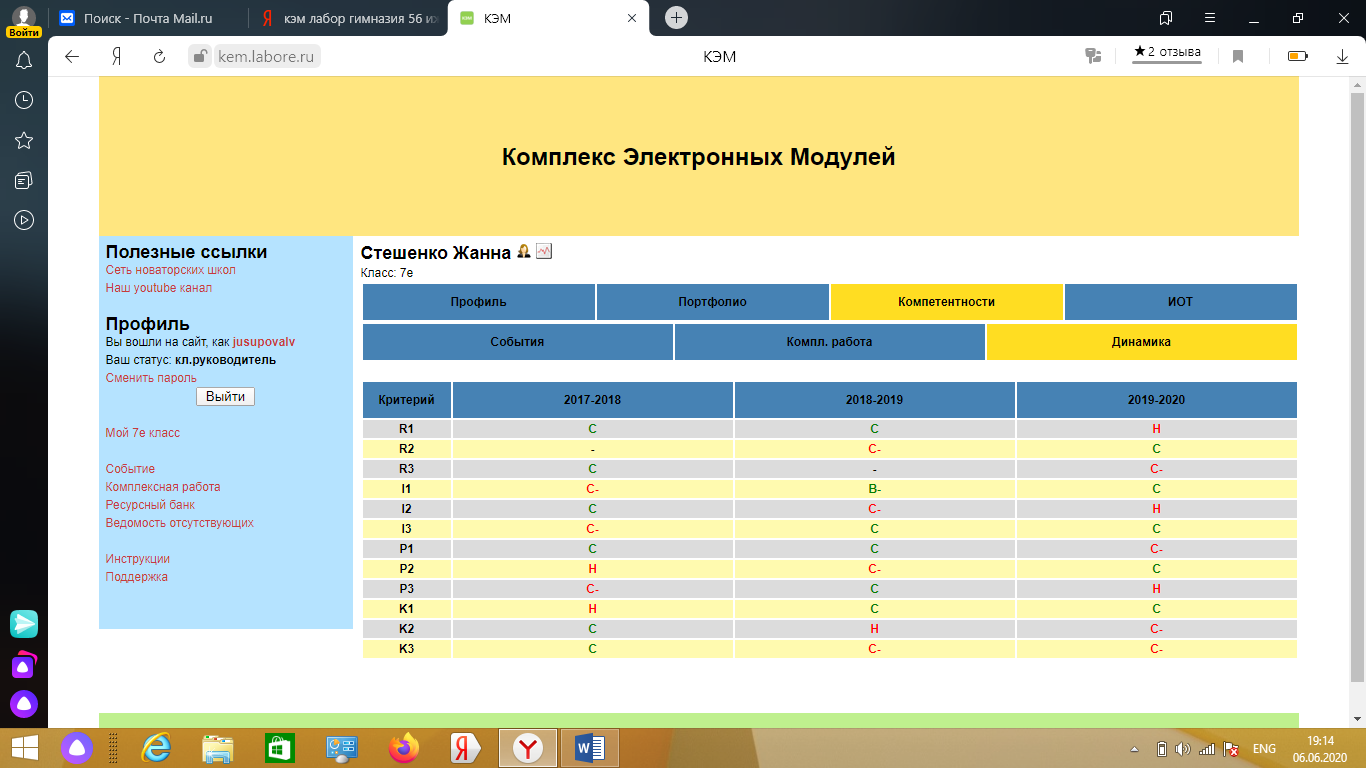 Поиск - Почта Mail.ru
кэм лабор гимназия 56 иж
КЭМ
Войти
kem.labore.ru
КЭМ
★2 отзыва
Комплекс Электронных Модулей
Полезные ссылки
Сеть новаторских школ
Наш youtube канал
Профиль
Вы вошли на сайт, как jusupovalv
Ваш статус: кл.руководитель
Сменить пароль
Выйти
Мой 7е класс
Событие
Комплексная работа
Ресурсный банк
Ведомость отсутствующих
Инструкции
Поддержка
Стешенко Жанна
Класс: 7е
Профиль Портфолио Компетентности ИОТ
События Компл. работа Динамика
Критерий 2017-2018 2018-2019 2019-2020
R1 С С Н
R2 - С- С
R3 С - С-
I1 С- В- С
I2 С С- Н
I3 С- С С
P1 С С С-
P2 Н С- С
P3 С- С Н
K1 Н С С
K2 С Н С-
K3 С С- С-
ENG
19:14
06.06.2020